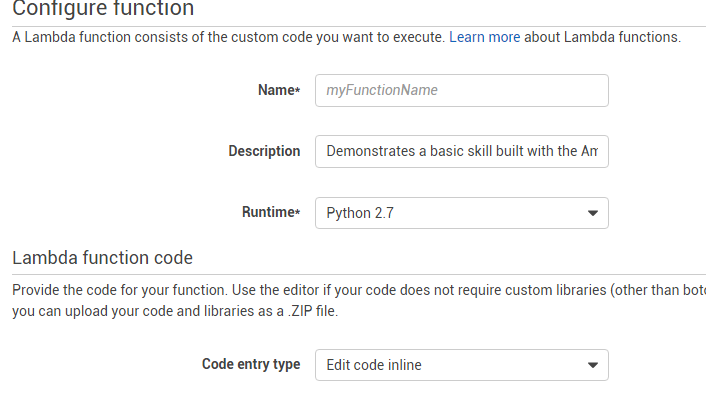 Configure function
A Lambda function consists of the custom code you want to execute. Learn more about Lambda functions.
Name*
myFunctionName
Description
Demonstrates a basic skill built with the Am
Runtime*
Python 2.7
Lambda function code
Provide the code for your function. Use the editor if your code does not require custom libraries (other than
you can upload your code and libraries as a .ZIP file.
Code entry type
Edit code inline